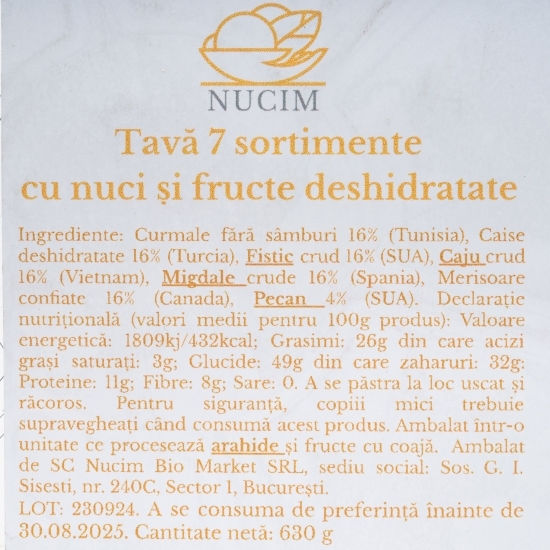 NUCIM
Tavă 7 sortimente
cu nuci și fructe deshidratate
Ingrediente: Curmale fără sâmburi 16% (Tunisia), Caise
deshidratate 16% (Turcia), Fistic crud 16% (SUA), Caju crud
16% (Vietnam), Migdale crude 16% (Spania), Merisoare
confiate 16% (Canada), Pecan 4% (SUA). Declarație
nutrițională (valori medii pentru 100g produs): Valoare
energetică: 1809kj/432kcal; Grasimi: 26g din care acizi
grași saturați: 3g; Glucide: 49g din care zaharuri: 32g;
Proteine: 11g; Fibre: 8g; Sare: 0. A se păstra la loc uscat și
răcoros. Pentru siguranță, copiii mici trebuie
supravegheați când consumă acest produs. Ambalat într-o
unitate ce procesează arahide și fructe cu coajă. Ambalat
de SC Nucim Bio Market SRL, sediu social: Sos. G. I.
Sisesti, nr. 240C, Sector 1, București.
LOT: 230924. A se consuma de preferință înainte de
30.08.2025. Cantitate netă: 630 g